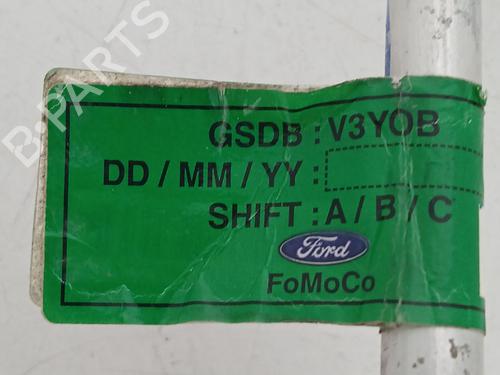 B-PARTS
GSDB : V3YOB
DD / MM / YY :
SHIFT : A / B / C
Ford
FoMoCo